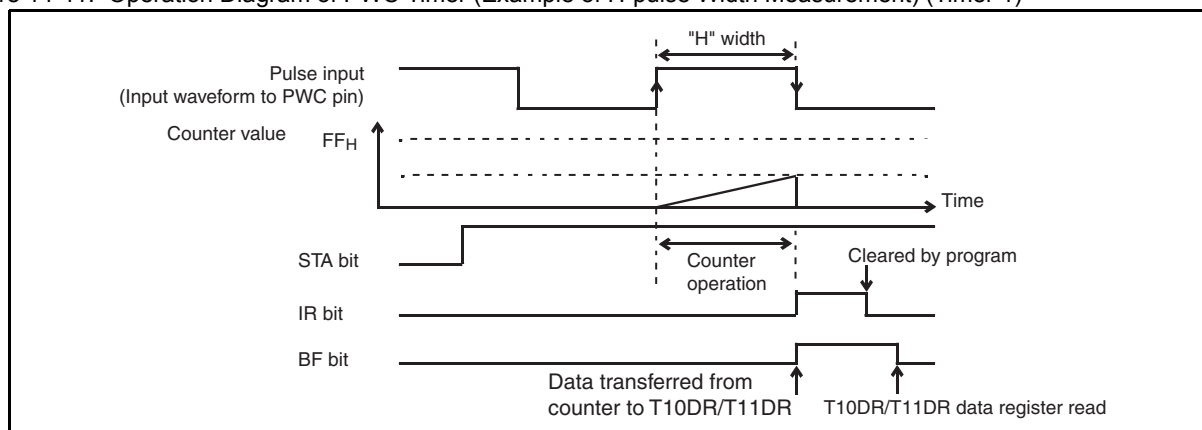 "H" width
Pulse input
(Input waveform to PWC pin)
Counter value
FFH
Time
STA bit
Counter
operation
Cleared by program
IR bit
BF bit
Data transferred from
counter to T10DR/T11DR
T10DR/T11DR data register read